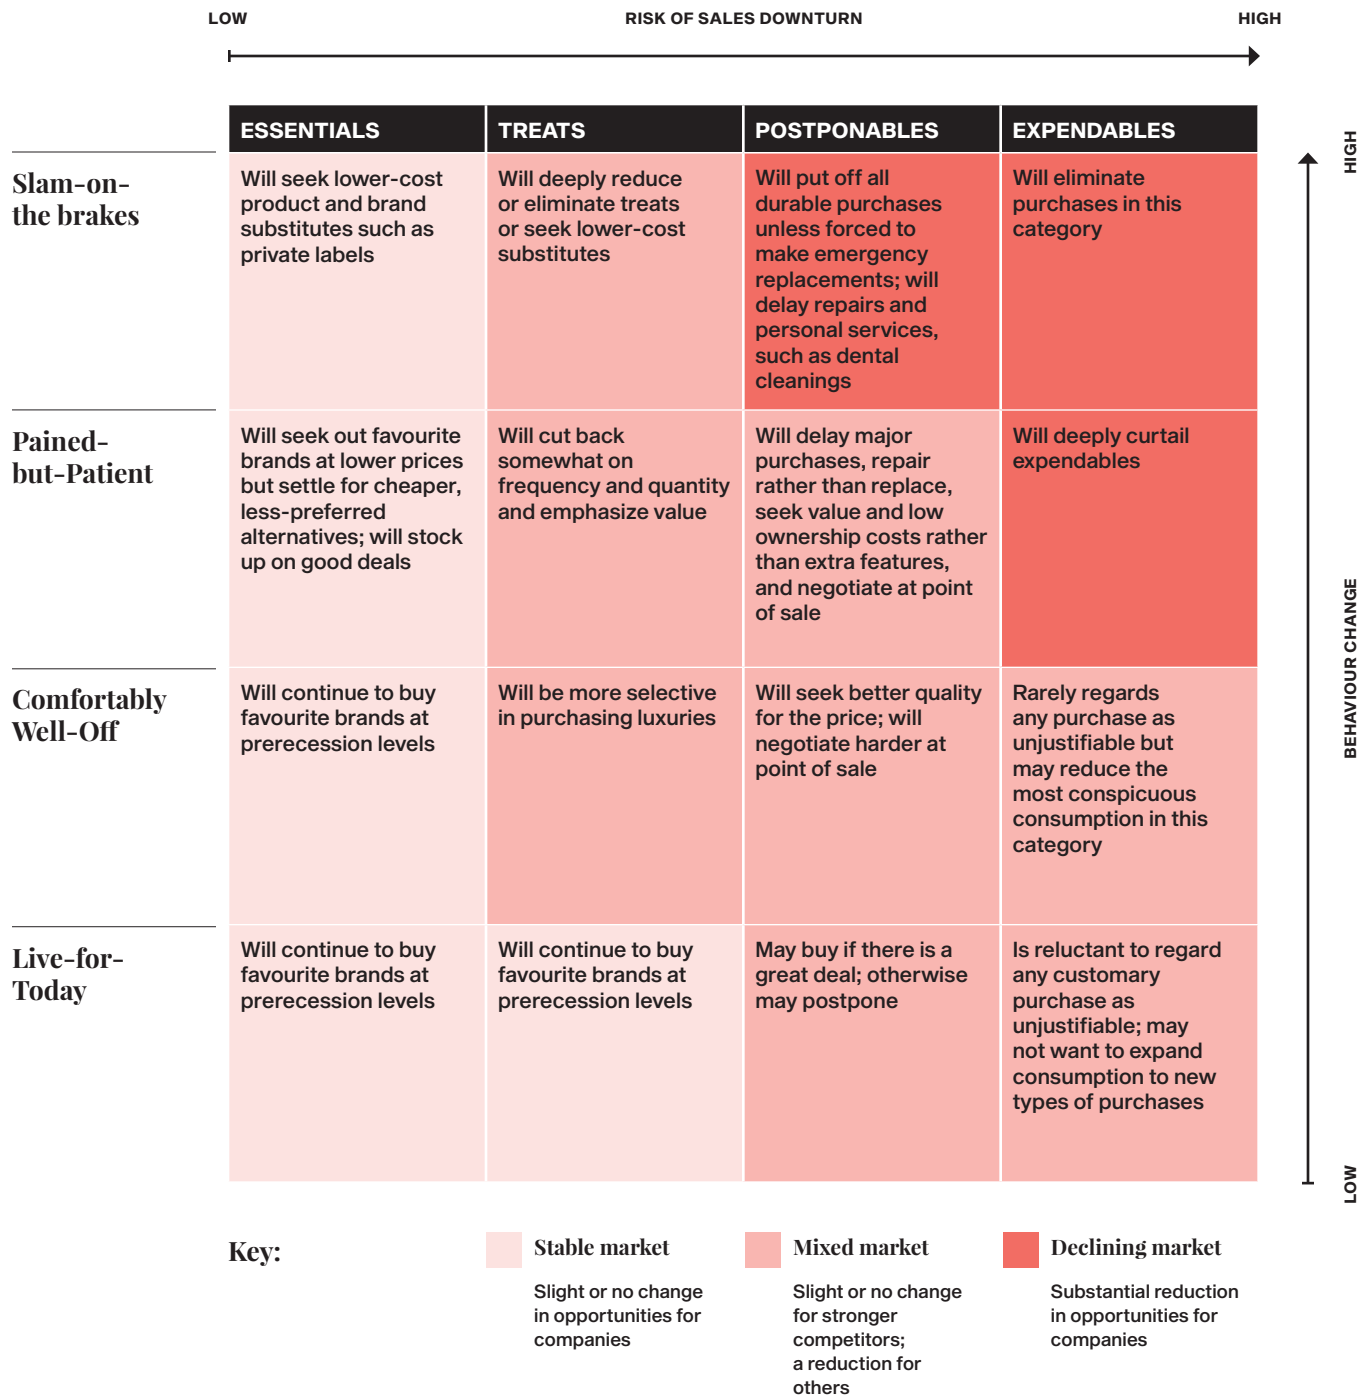 LOW RISK OF SALES DOWNTURN HIGH
ESSENTIALS TREATS POSTPONABLES EXPENDABLES
Slam-on-
the brakes
Will seek lower-cost
product and brand
substitutes such as
private labels
Will deeply reduce
or eliminate treats
or seek lower-cost
substitutes
Will put off all
durable purchases
unless forced to
make emergency
replacements; will
delay repairs and
personal services,
such as dental
cleanings
Will eliminate
purchases in this
category
Pained-
but-Patient
Will seek out favourite
brands at lower prices
but settle for cheaper,
less-preferred
alternatives; will stock
up on good deals
Will cut back
somewhat on
frequency and quantity
and emphasize value
Will delay major
purchases, repair
rather than replace,
seek value and low
ownership costs rather
than extra features,
and negotiate at point
of sale
Will deeply curtail
expendables
Comfortably
Well-Off
Will continue to buy
favourite brands at
prerecession levels
Will be more selective
in purchasing luxuries
Will seek better quality
for the price; will
negotiate harder at
point of sale
Rarely regards
any purchase as
unjustifiable but
may reduce the
most conspicuous
consumption in this
category
Live-for-
Today
Will continue to buy
favourite brands at
prerecession levels
Will continue to buy
favourite brands at
prerecession levels
May buy if there is a
great deal; otherwise
may postpone
Is reluctant to regard
any customary
purchase as
unjustifiable; may
not want to expand
consumption to new
types of purchases
HIGH
BEHAVIOUR CHANGE
LOW
Key:
Stable market
Slight or no change
in opportunities for
companies
Mixed market
Slight or no change
for stronger
competitors;
a reduction for
others
Declining market
Substantial reduction
in opportunities for
companies